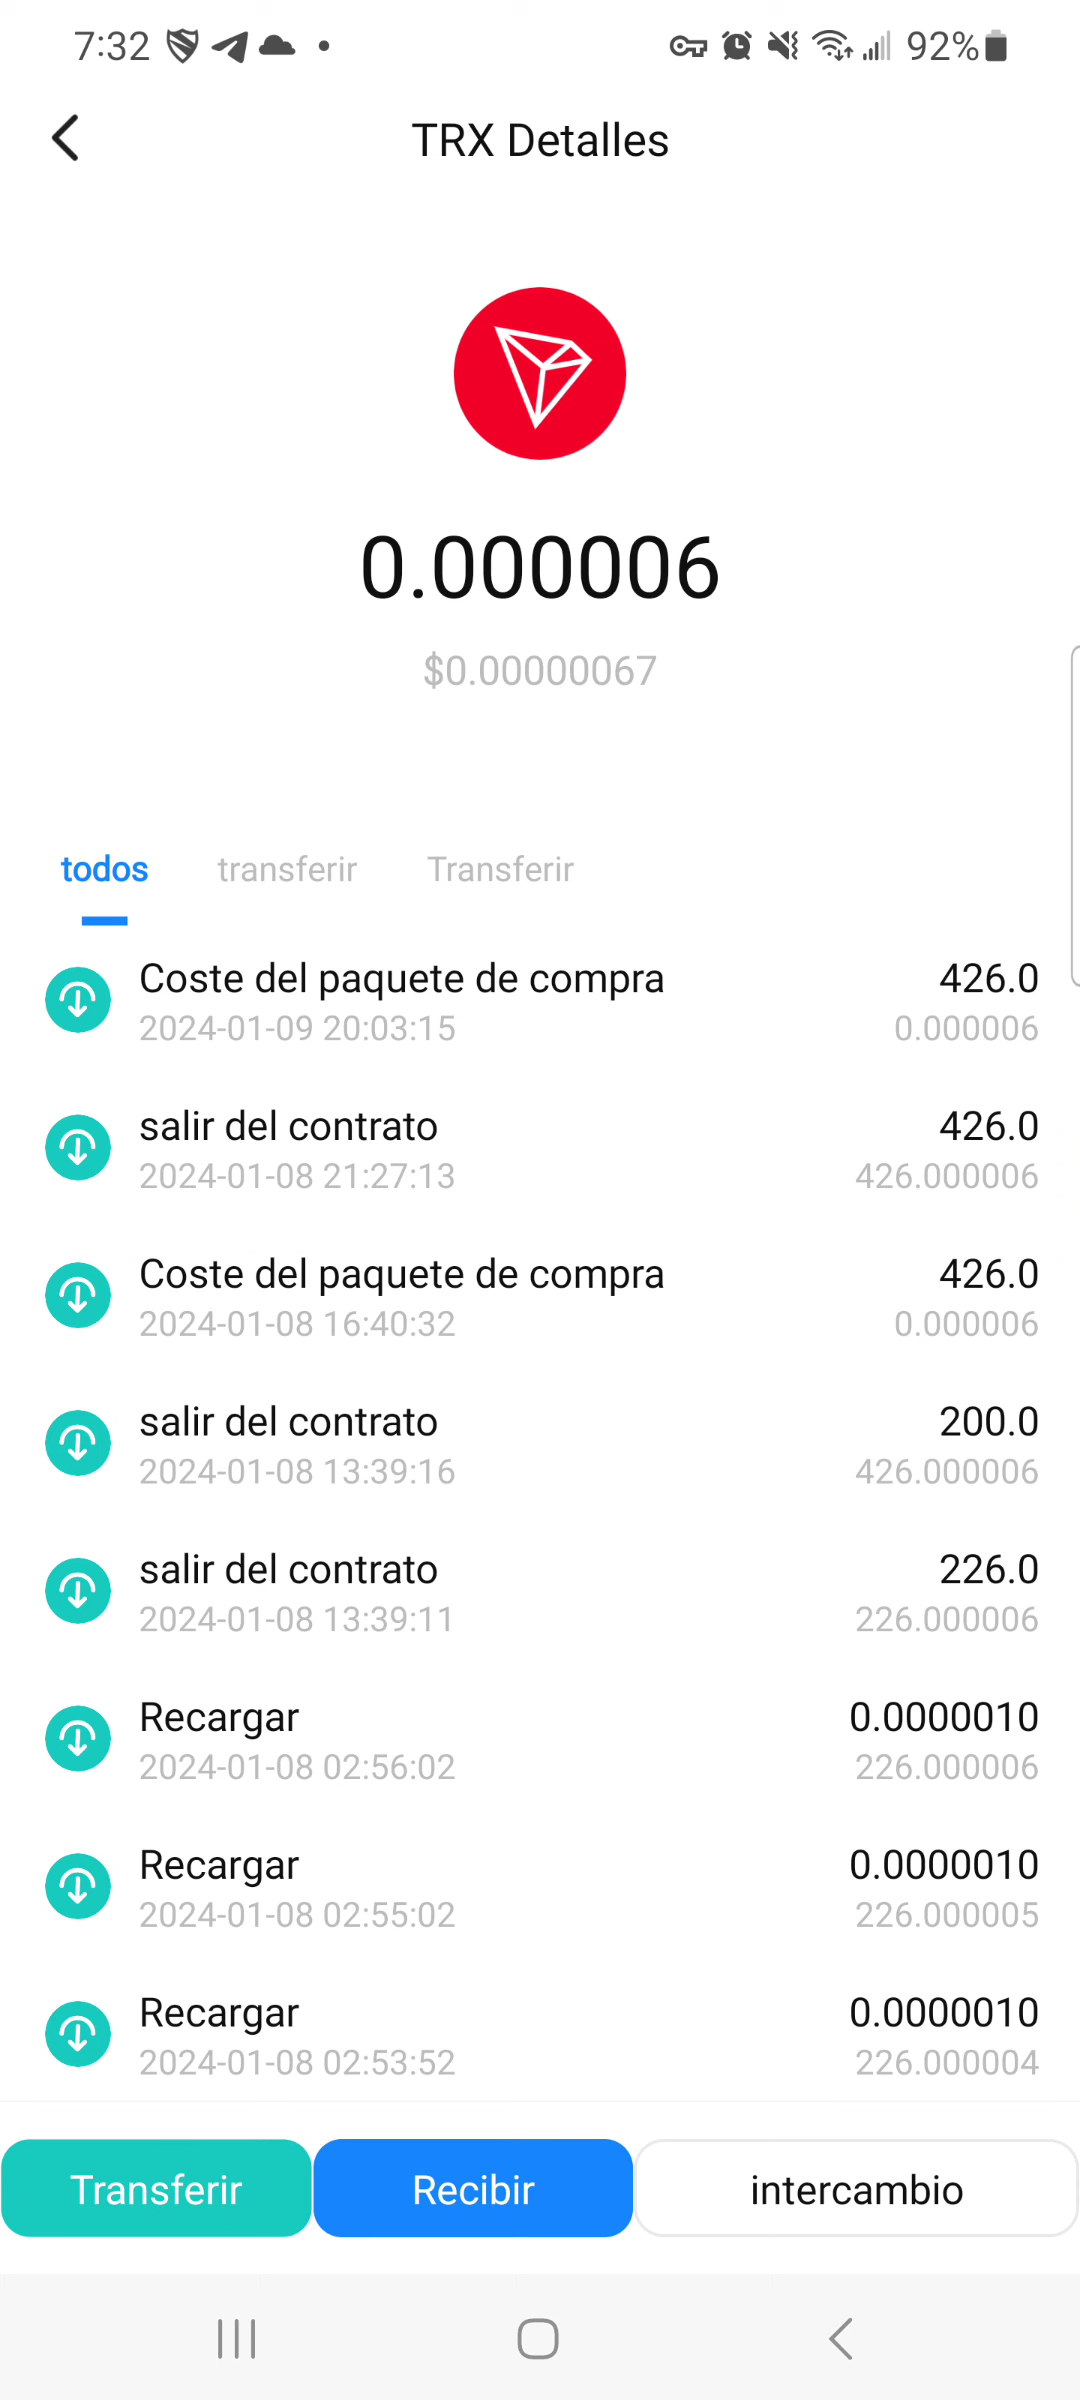 7:32 92%
TRX Detalles
0.000006
$0.00000067
todos transferir Transferir
Coste del paquete de compra 426.0
2024-01-09 20:03:15 0.000006
salir del contrato 426.0
2024-01-08 21:27:13 426.000006
Coste del paquete de compra 426.0
2024-01-08 16:40:32 0.000006
salir del contrato 200.0
2024-01-08 13:39:16 426.000006
salir del contrato 226.0
2024-01-08 13:39:11 226.000006
Recargar 0.0000010
2024-01-08 02:56:02 226.000006
Recargar 0.0000010
2024-01-08 02:55:02 226.000005
Recargar 0.0000010
2024-01-08 02:53:52 226.000004
Transferir Recibir intercambio